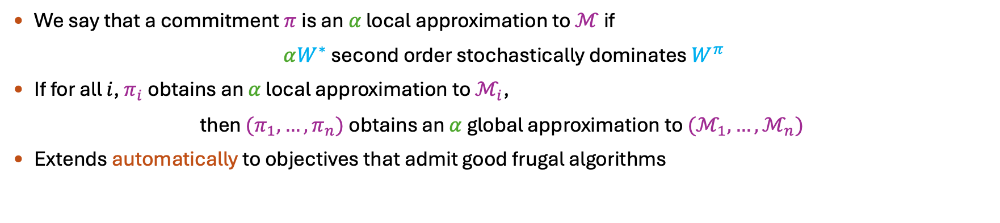 • We say that a commitment π is an α local approximation to ℳ if
αW* second order stochastically dominates W^π
• If for all i, π_i obtains an α local approximation to ℳ_i,
then (π_1, … , π_n) obtains an α global approximation to (ℳ_1, … , ℳ_n)
• Extends automatically to objectives that admit good frugal algorithms